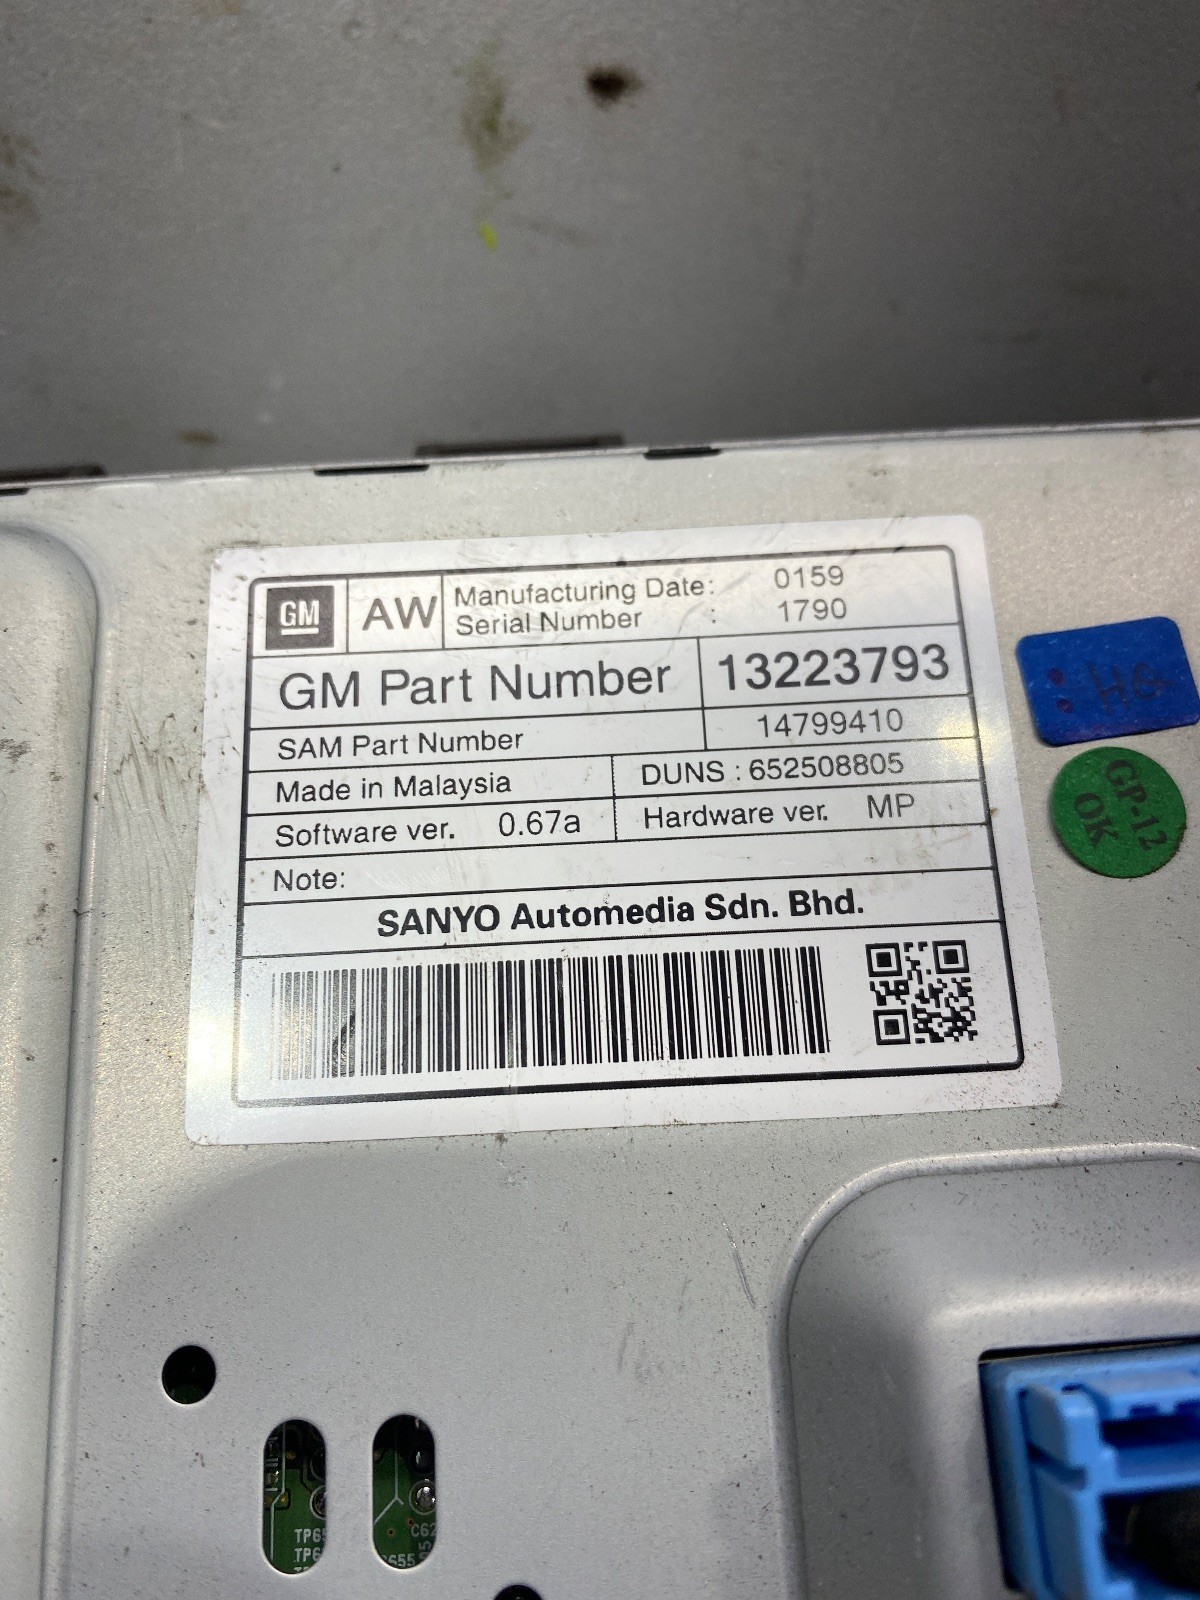 GM AW Manufacturing Date: 0159
Serial Number : 1790
GM Part Number 13223793
SAM Part Number 14799410
Made in Malaysia DUNS : 652508805
Software ver. 0.67a Hardware ver. MP
Note:
SANYO Automedia Sdn. Bhd.
GP-12
OK